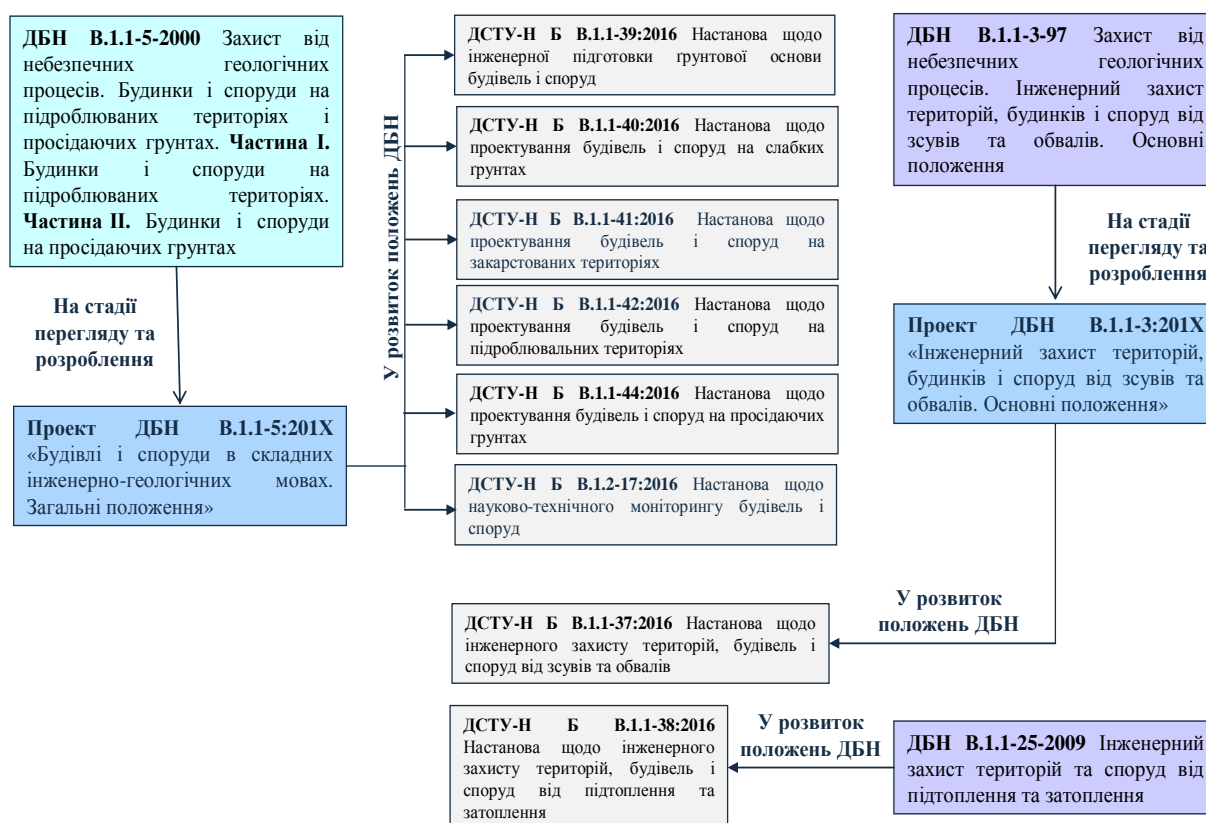 ДБН В.1.1-5-2000 Захист від
небезпечних геологічних
процесів. Будинки і споруди на
підроблюваних територіях і
просідаючих грунтах. Частина I.
Будинки і споруди на
підроблюваних територіях.
Частина II. Будинки і споруди
на просідаючих грунтах
На стадії
перегляду та
розроблення
Проект ДБН В.1.1-5:201X
«Будівлі і споруди в складних
інженерно-геологічних мовах.
Загальні положення»
У розвиток положень ДБН
ДСТУ-Н Б В.1.1-39:2016 Настанова щодо
інженерної підготовки ґрунтової основи
будівель і споруд
ДСТУ-Н Б В.1.1-40:2016 Настанова щодо
проектування будівель і споруд на слабких
ґрунтах
ДСТУ-Н Б В.1.1-41:2016 Настанова щодо
проектування будівель і споруд на
закарстованих територіях
ДСТУ-Н Б В.1.1-42:2016 Настанова щодо
проектування будівель і споруд на
підроблювальних територіях
ДСТУ-Н Б В.1.1-44:2016 Настанова щодо
проектування будівель і споруд на просідаючих
грунтах
ДСТУ-Н Б В.1.2-17:2016 Настанова щодо
науково-технічного моніторингу будівель і
споруд
ДБН В.1.1-3-97 Захист від
небезпечних геологічних
процесів. Інженерний захист
територій, будинків і споруд від
зсувів та обвалів. Основні
положення
На стадії
перегляду та
розроблення
Проект ДБН В.1.1-3:201X
«Інженерний захист територій,
будинків і споруд від зсувів та
обвалів. Основні положення»
У розвиток
положень ДБН
ДСТУ-Н Б В.1.1-37:2016 Настанова щодо
інженерного захисту територій, будівель і
споруд від зсувів та обвалів
ДСТУ-Н Б В.1.1-38:2016
Настанова щодо інженерного
захисту територій, будівель і
споруд від підтоплення та
затоплення
У розвиток
положень ДБН
ДБН В.1.1-25-2009 Інженерний
захист територій та споруд від
підтоплення та затоплення